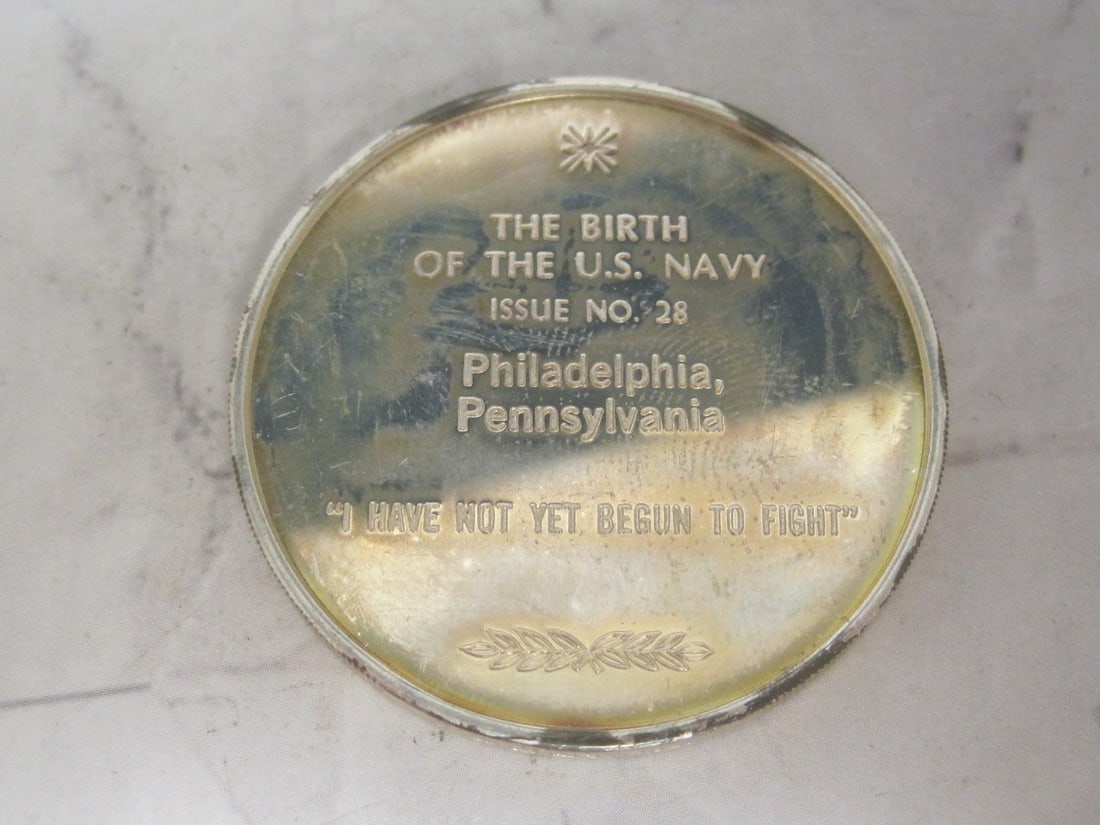 THE BIRTH
OF THE U.S. NAVY
ISSUE NO. 28
Philadelphia,
Pennsylvania
“I HAVE NOT YET BEGUN TO FIGHT”